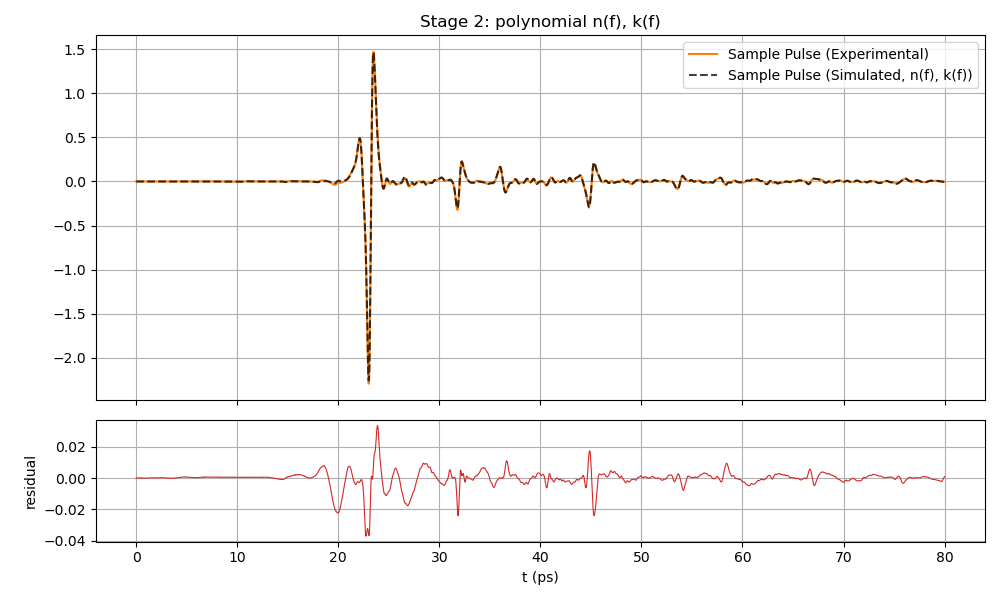 Stage 2: polynomial n(f), k(f)
Sample Pulse (Experimental)
Sample Pulse (Simulated, n(f), k(f))
1.5
1.0
0.5
0.0
−0.5
−1.0
−1.5
−2.0
residual
0.02
0.00
−0.02
−0.04
0 10 20 30 40 50 60 70 80
t (ps)